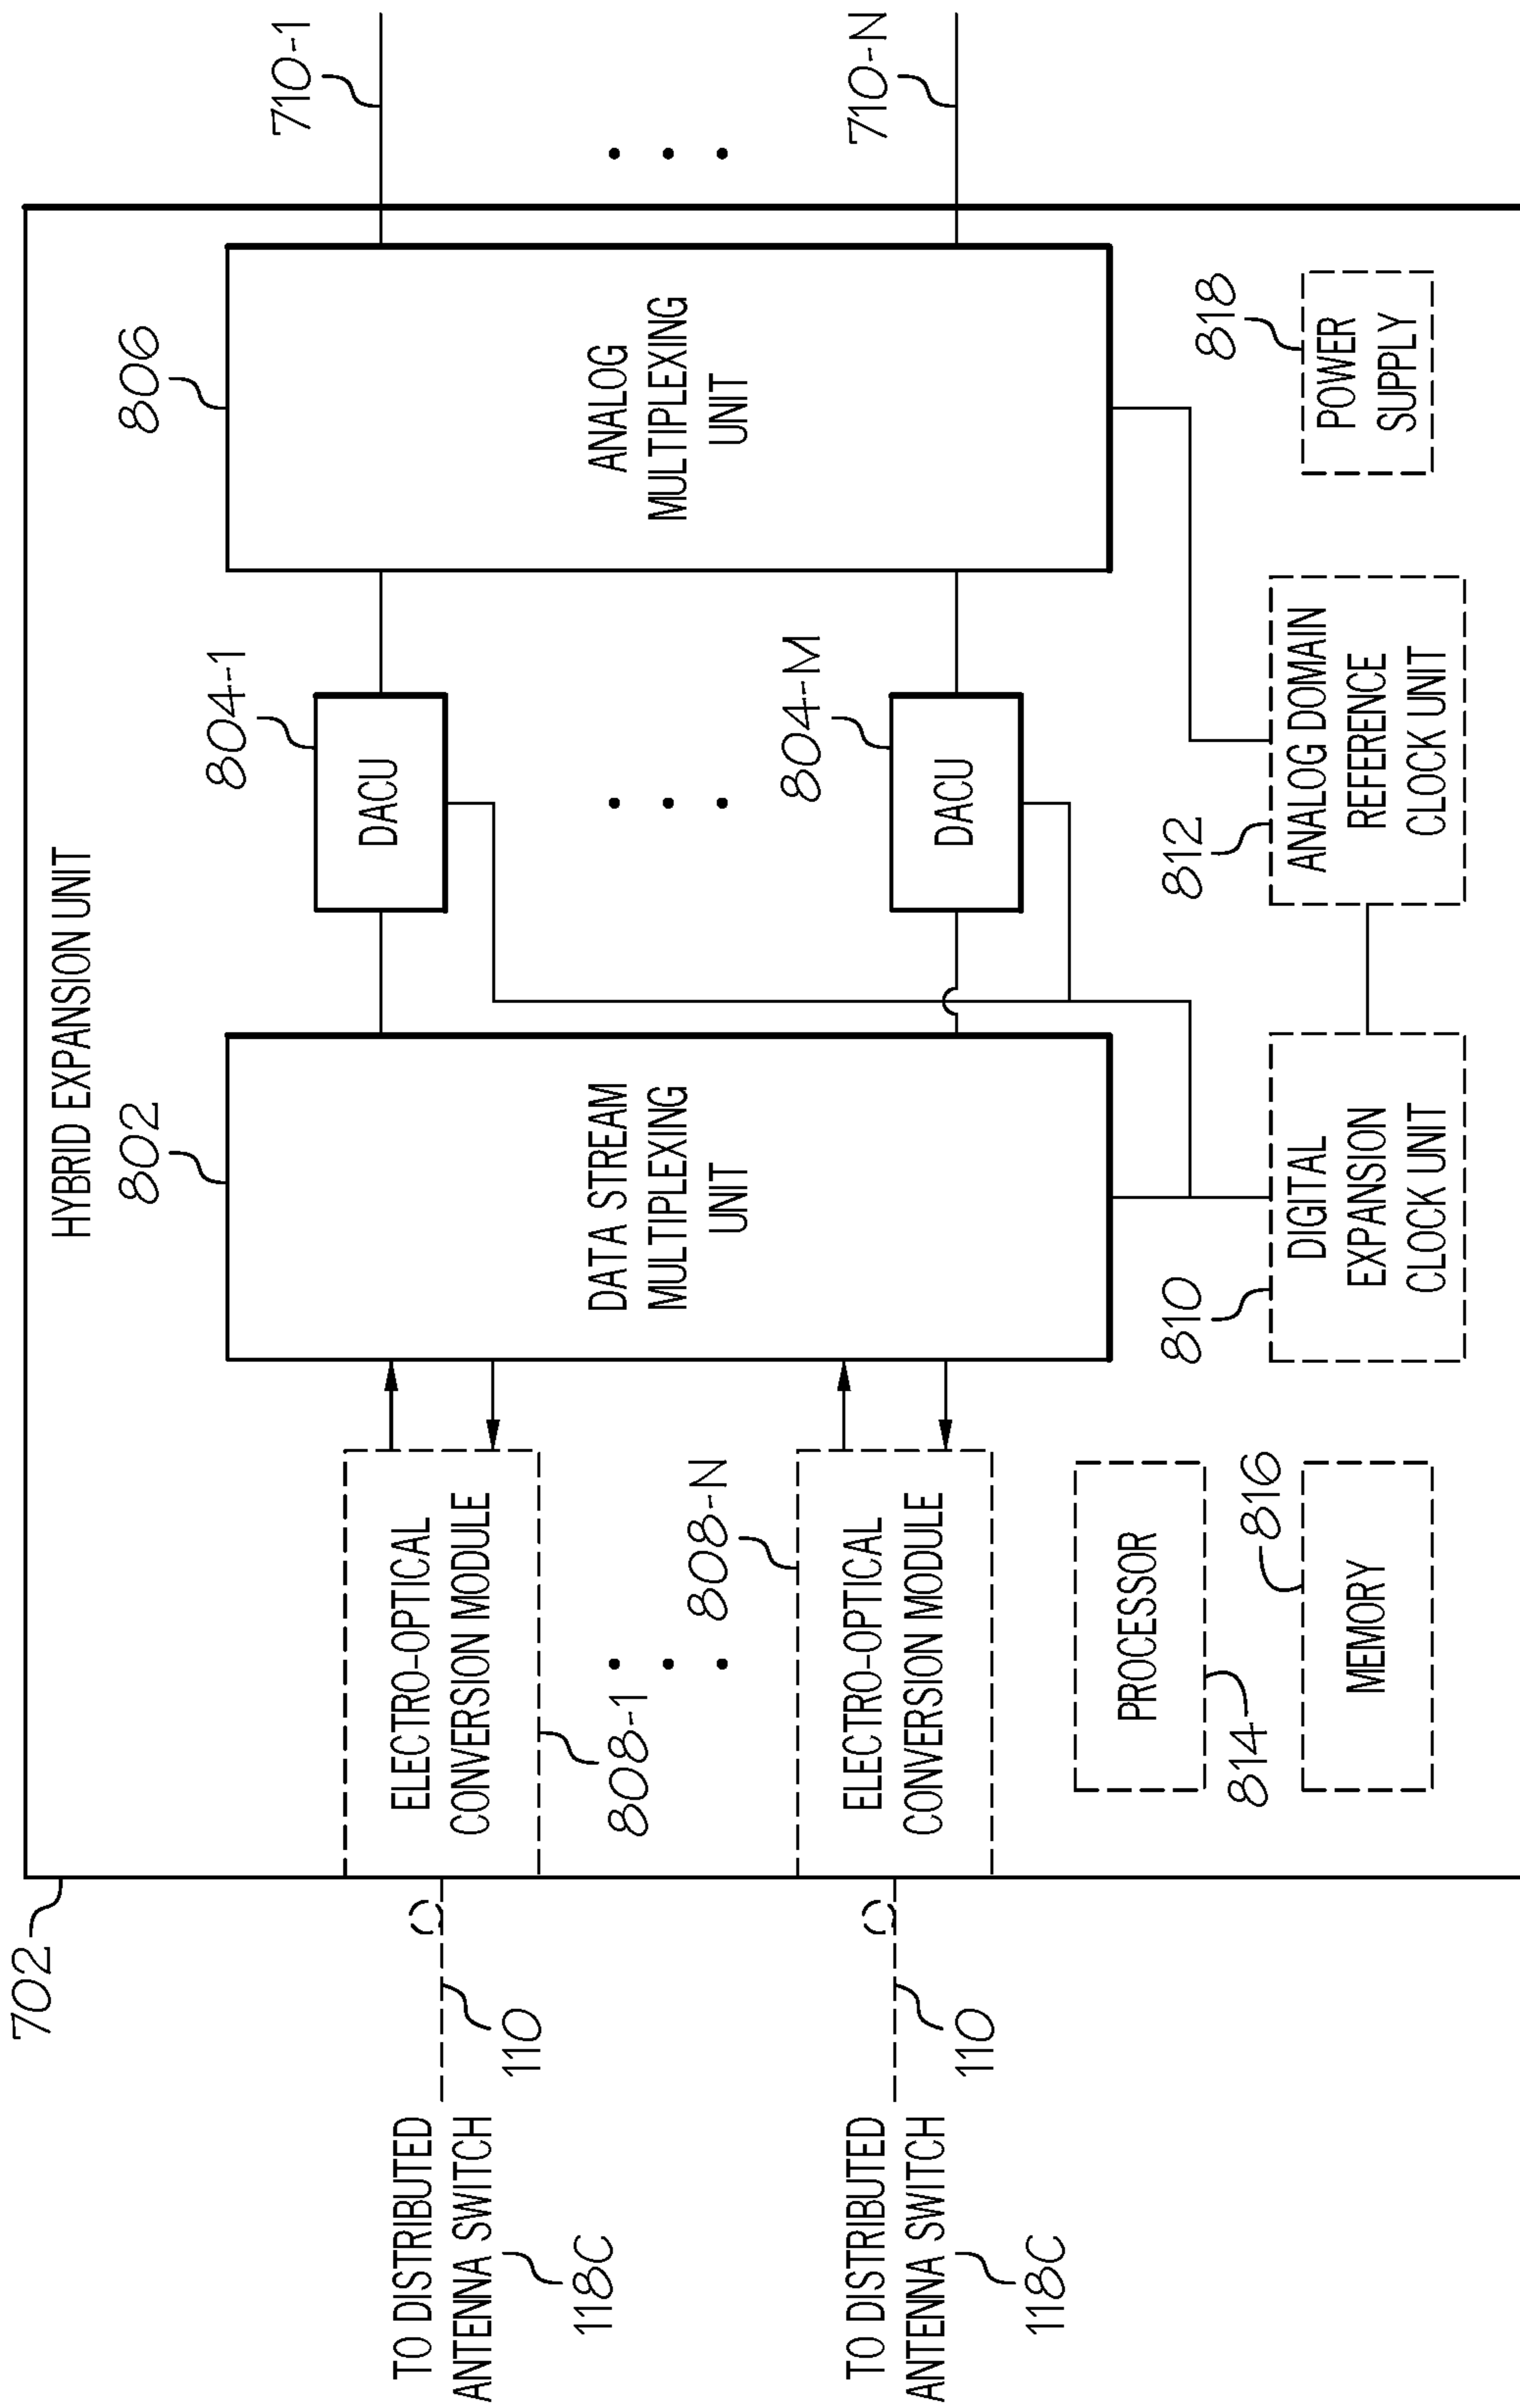 702
HYBRID EXPANSION UNIT
802
806
804-1
710-1
ELECTRO-OPTICAL
CONVERSION MODULE
808-1
TO DISTRIBUTED
ANTENNA SWITCH
118C
110
DATA STREAM
MULTIPLEXING
UNIT
DACU
ANALOG
MULTIPLEXING
UNIT
808-N
804-M
710-N
ELECTRO-OPTICAL
CONVERSION MODULE
TO DISTRIBUTED
ANTENNA SWITCH
118C
110
DACU
PROCESSOR
814
810
812
818
816
MEMORY
DIGITAL
EXPANSION
CLOCK UNIT
ANALOG DOMAIN
REFERENCE
CLOCK UNIT
POWER
SUPPLY